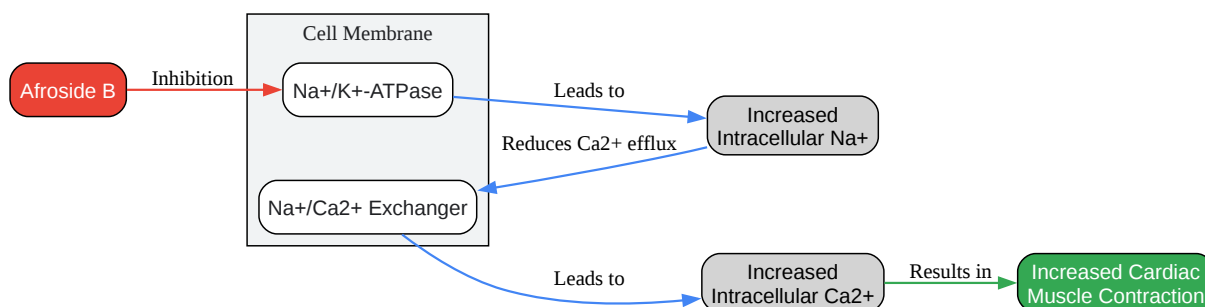 Cell Membrane
Afroside B
Inhibition
Na+/K+-ATPase
Leads to
Increased
Intracellular Na+
Reduces Ca2+ efflux
Na+/Ca2+ Exchanger
Leads to
Increased
Intracellular Ca2+
Results in
Increased Cardiac
Muscle Contraction